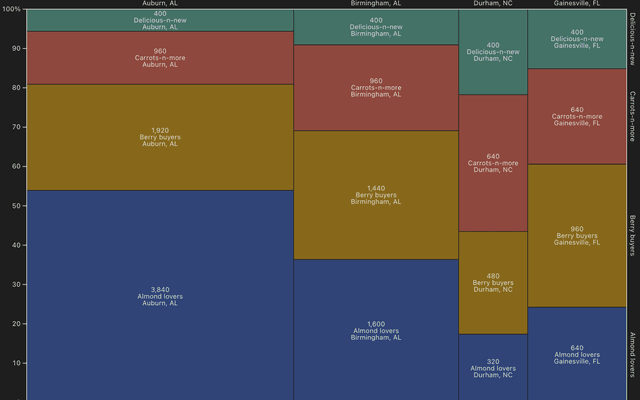 Auburn, AL
Birmingham, AL
Durham, NC
Gainesville, FL
100%
90
80
70
60
50
40
30
20
10
400
Delicious-n-new
Auburn, AL
960
Carrots-n-more
Auburn, AL
1,920
Berry buyers
Auburn, AL
3,840
Almond lovers
Auburn, AL
400
Delicious-n-new
Birmingham, AL
960
Carrots-n-more
Birmingham, AL
1,440
Berry buyers
Birmingham, AL
1,600
Almond lovers
Birmingham, AL
400
Delicious-n-new
Durham, NC
640
Carrots-n-more
Durham, NC
480
Berry buyers
Durham, NC
320
Almond lovers
Durham, NC
400
Delicious-n-new
Gainesville, FL
640
Carrots-n-more
Gainesville, FL
960
Berry buyers
Gainesville, FL
640
Almond lovers
Gainesville, FL
Delicious-n-new
Carrots-n-more
Berry buyers
Almond lovers